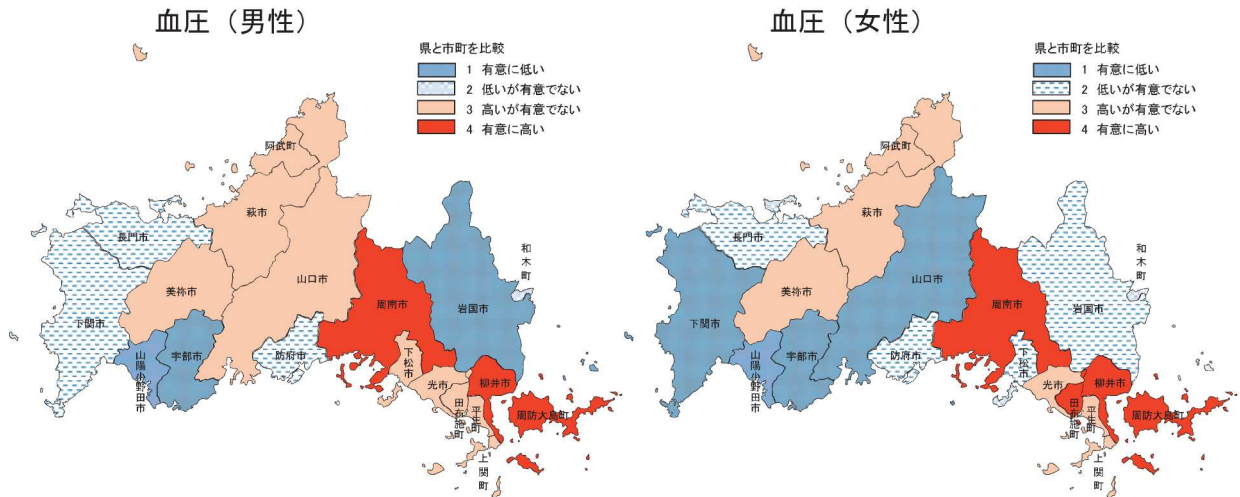 血圧（男性）
県と市町を比較
1 有意に低い
2 低いが有意でない
3 高いが有意でない
4 有意に高い
阿武町
萩市
長門市
山口市
美祢市
下関市
周南市
岩国市
和木町
山陽小野田市
宇部市
防府市
下松市
光市
柳井市
田布施町
平生町
周防大島町
上関町
血圧（女性）
県と市町を比較
1 有意に低い
2 低いが有意でない
3 高いが有意でない
4 有意に高い
阿武町
萩市
長門市
山口市
美祢市
下関市
周南市
岩国市
和木町
山陽小野田市
宇部市
防府市
下松市
光市
柳井市
田布施町
平生町
周防大島町
上関町